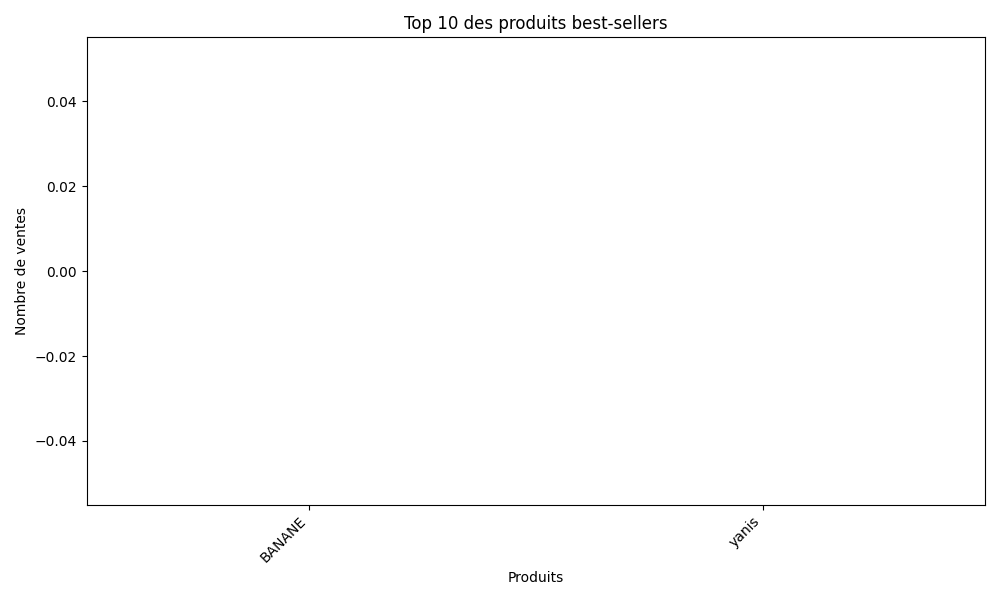 Top 10 des produits best-sellers
Nombre de ventes
0.04
0.02
0.00
−0.02
−0.04
BANANE
yanis
Produits